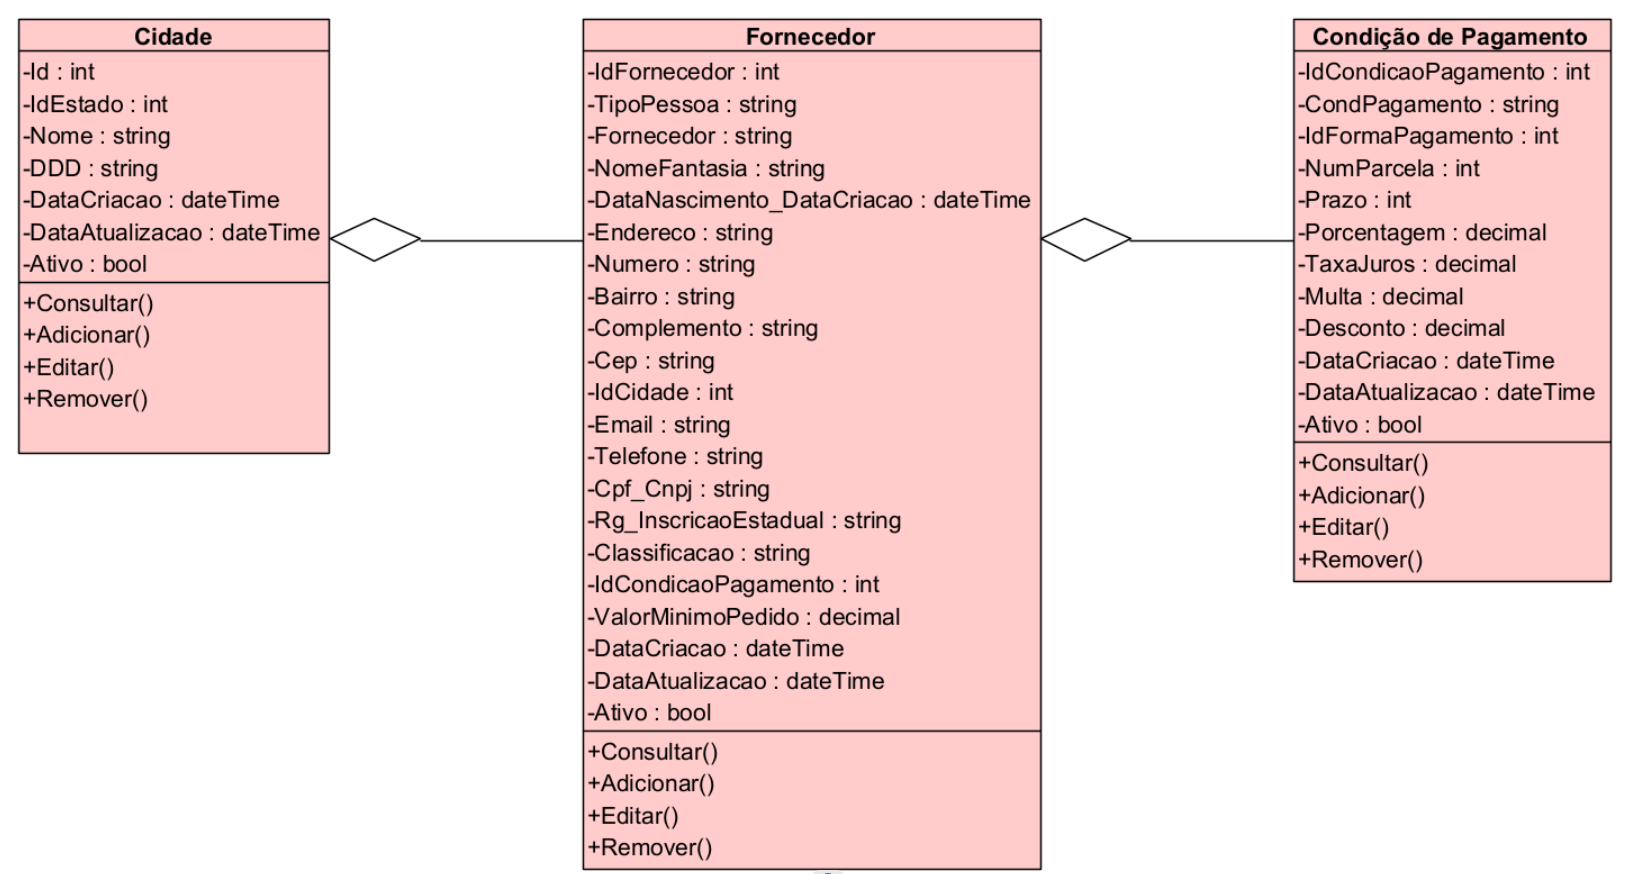 Cidade
-Id : int
-IdEstado : int
-Nome : string
-DDD : string
-DataCriacao : dateTime
-DataAtualizacao : dateTime
-Ativo : bool
+Consultar()
+Adicionar()
+Editar()
+Remover()
Fornecedor
-IdFornecedor : int
-TipoPessoa : string
-Fornecedor : string
-NomeFantasia : string
-DataNascimento_DataCriacao : dateTime
-Endereco : string
-Numero : string
-Bairro : string
-Complemento : string
-Cep : string
-IdCidade : int
-Email : string
-Telefone : string
-Cpf_Cnpj : string
-Rg_InscricaoEstadual : string
-Classificacao : string
-IdCondicaoPagamento : int
-ValorMinimoPedido : decimal
-DataCriacao : dateTime
-DataAtualizacao : dateTime
-Ativo : bool
+Consultar()
+Adicionar()
+Editar()
+Remover()
Condição de Pagamento
-IdCondicaoPagamento : int
-CondPagamento : string
-IdFormaPagamento : int
-NumParcela : int
-Prazo : int
-Porcentagem : decimal
-TaxaJuros : decimal
-Multa : decimal
-Desconto : decimal
-DataCriacao : dateTime
-DataAtualizacao : dateTime
-Ativo : bool
+Consultar()
+Adicionar()
+Editar()
+Remover()